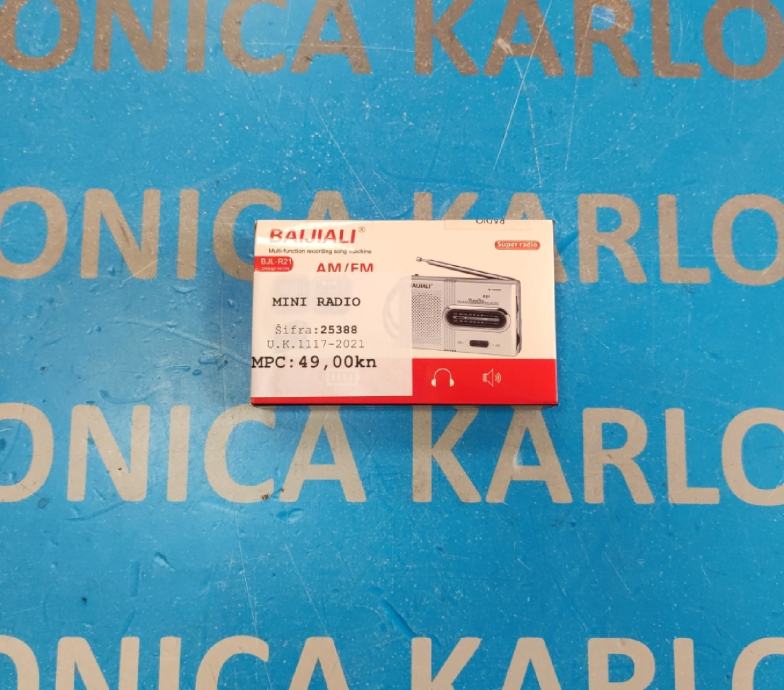 ONICA KARLO
ONICA KARLO
BAIJIALI®
Multi-function recording song machine
Super radio
BJL-R21
AM/FM
BAIJIALI
MINI RADIO
Šifra:25388
U.K.1117-2021
MPC:49,00kn
ONICA KARLO
ONICA KARLO